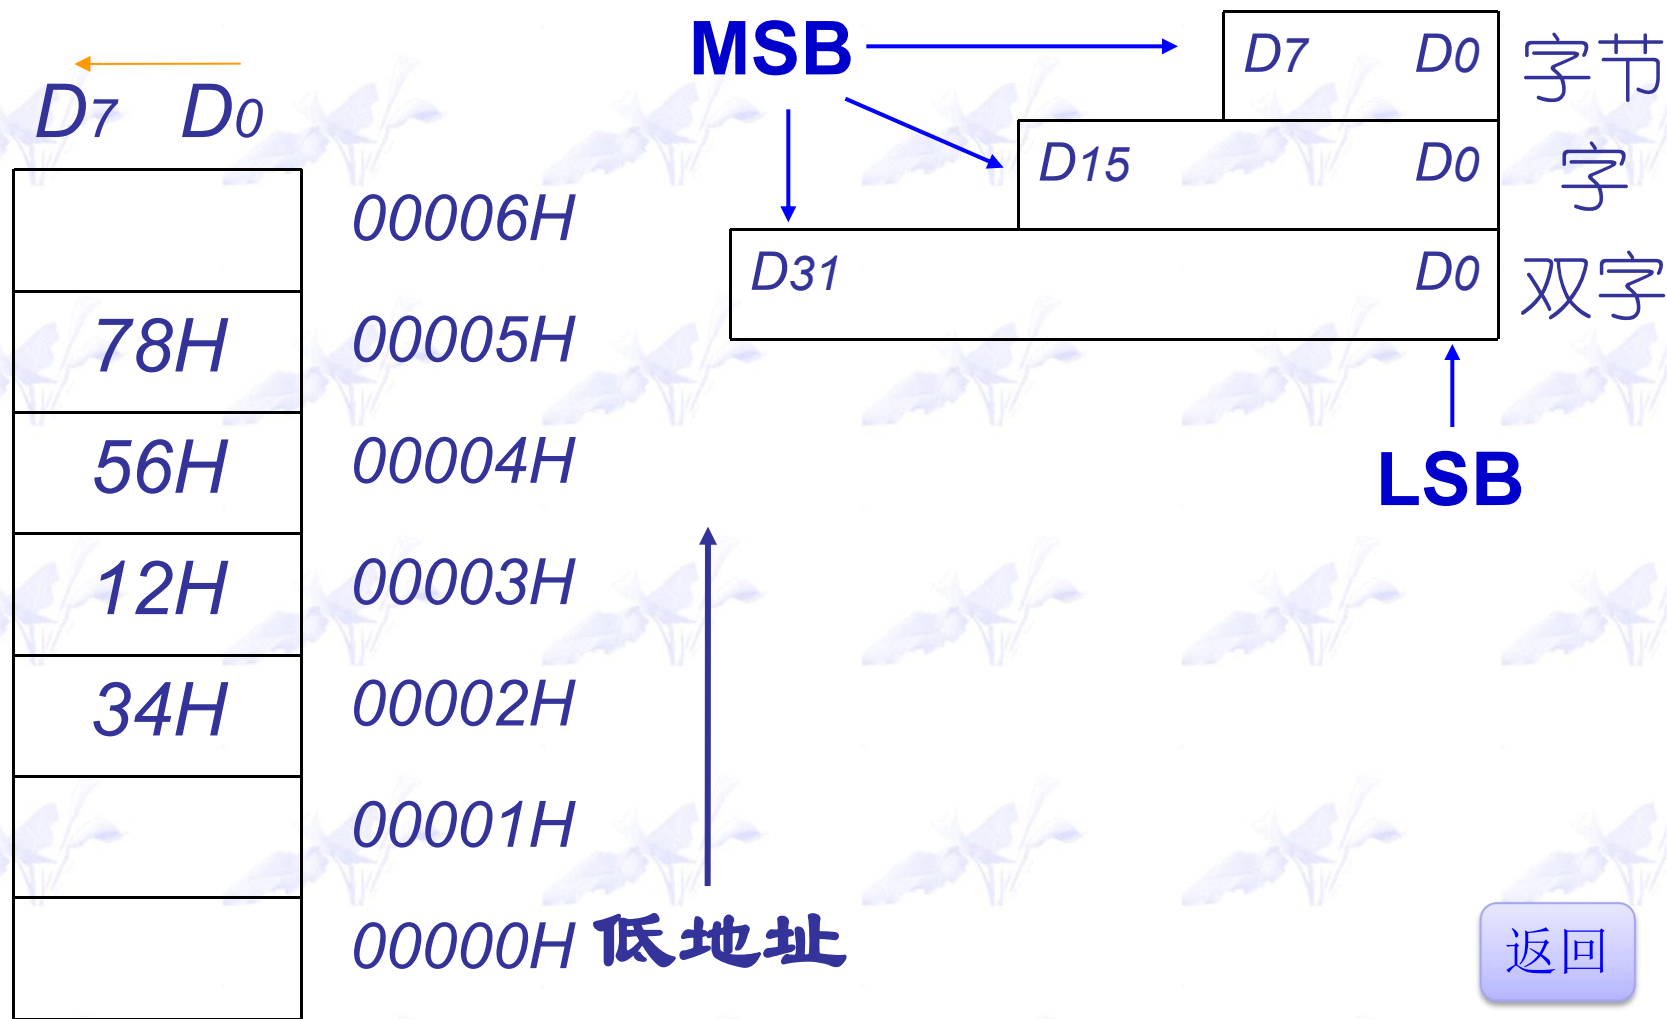 D7 D0
00006H
78H 00005H
56H 00004H
12H 00003H
34H 00002H
00001H
00000H 低地址
MSB
D7 D0 字节
D15 D0 字
D31 D0 双字
LSB
返回